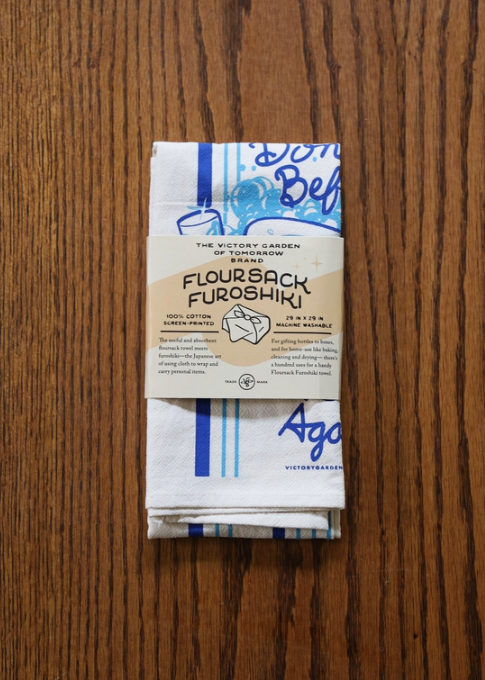 Don
Bef
THE VICTORY GARDEN
OF TOMORROW
BRAND
FLOURSACK
FUROSHIKI
100% COTTON
SCREEN-PRINTED
29 IN X 29 IN
MACHINE WASHABLE
The useful and absorbent
floursack towel meets
furoshiki—the Japanese art
of using cloth to wrap and
carry personal items.
For gifting bottles to boxes,
and for home-use like baking,
cleaning and drying—there's
a hundred uses for a handy
Floursack Furoshiki towel.
TRADE MARK
Ago
VICTORYGARDEN